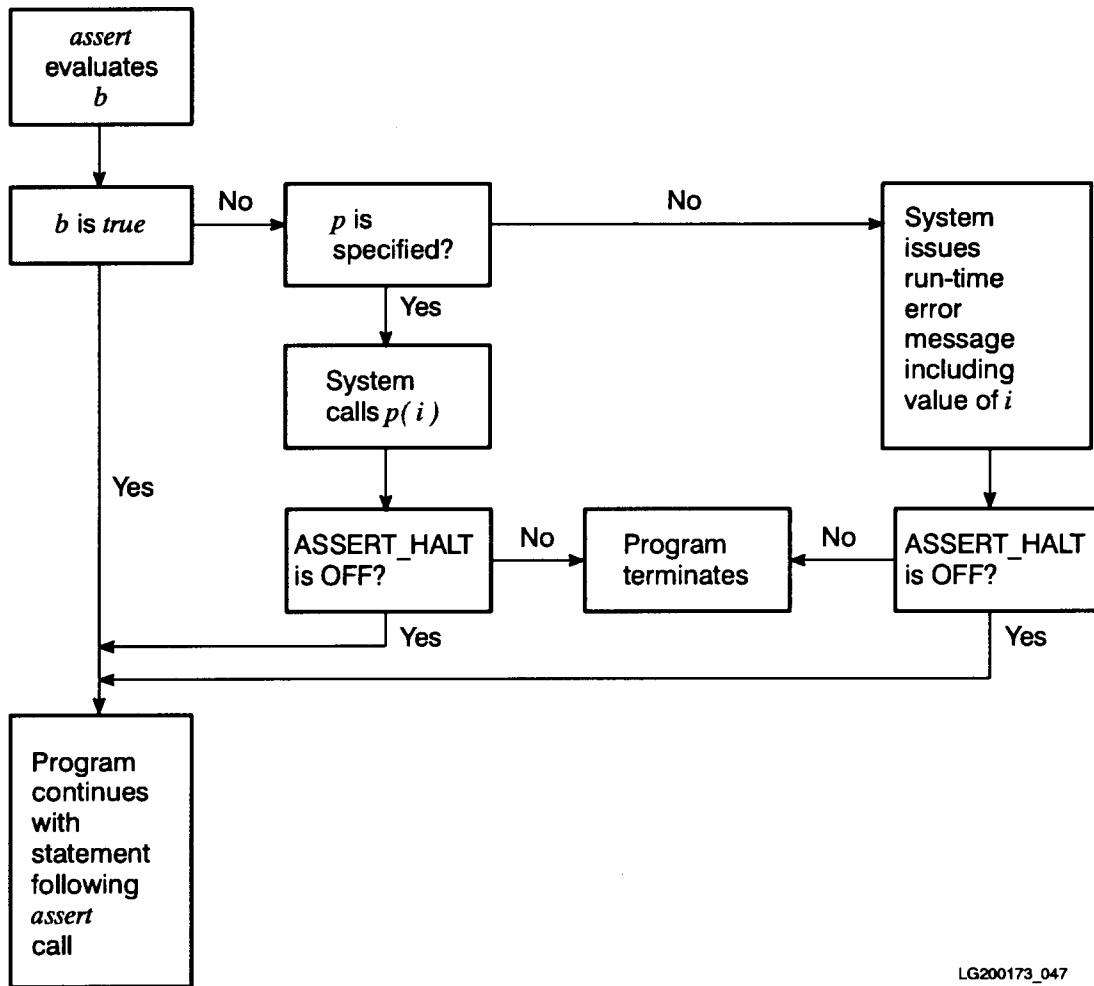 assert
evaluates
b
b is true
No
p is
specified?
No
System
issues
run-time
error
message
including
value of i
Yes
System
calls p( i )
Yes
ASSERT_HALT
is OFF?
No
Program
terminates
No
ASSERT_HALT
is OFF?
Yes
Yes
Program
continues
with
statement
following
assert
call
LG200173_047